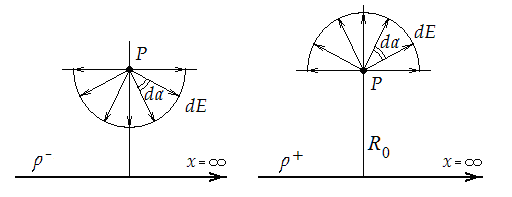 P
dα
dE
ρ⁻
x = ∞
dE
dα
P
R₀
ρ⁺
x = ∞